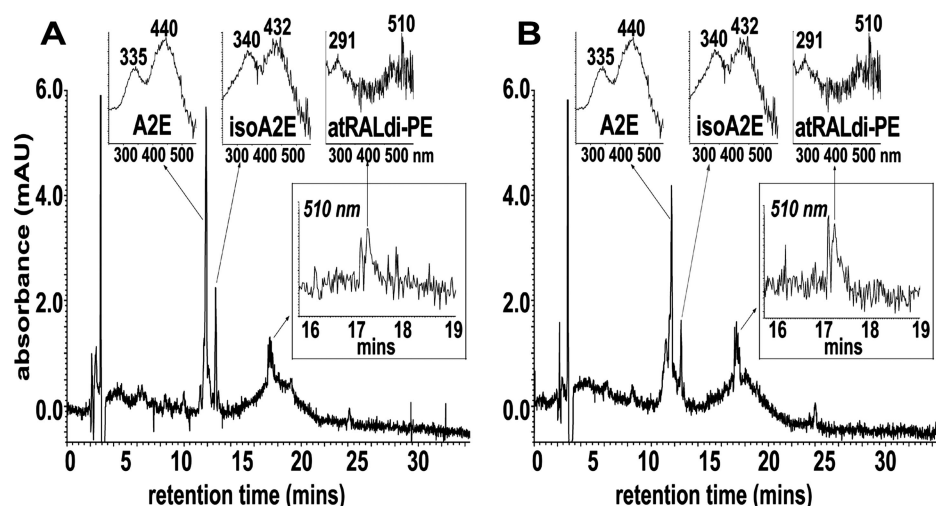 A
B
335 440
340 432
291 510
335 440
340 432
291 510
A2E
isoA2E
atRALdi-PE
A2E
isoA2E
atRALdi-PE
300 400 500
300 400 500
300 400 500 nm
300 400 500
300 400 500
300 400 500 nm
absorbance (mAU)
6.0
4.0
2.0
0.0
6.0
4.0
2.0
0.0
510 nm
16 17 18 19
mins
510 nm
16 17 18 19
mins
0 5 10 15 20 25 30
retention time (mins)
0 5 10 15 20 25 30
retention time (mins)